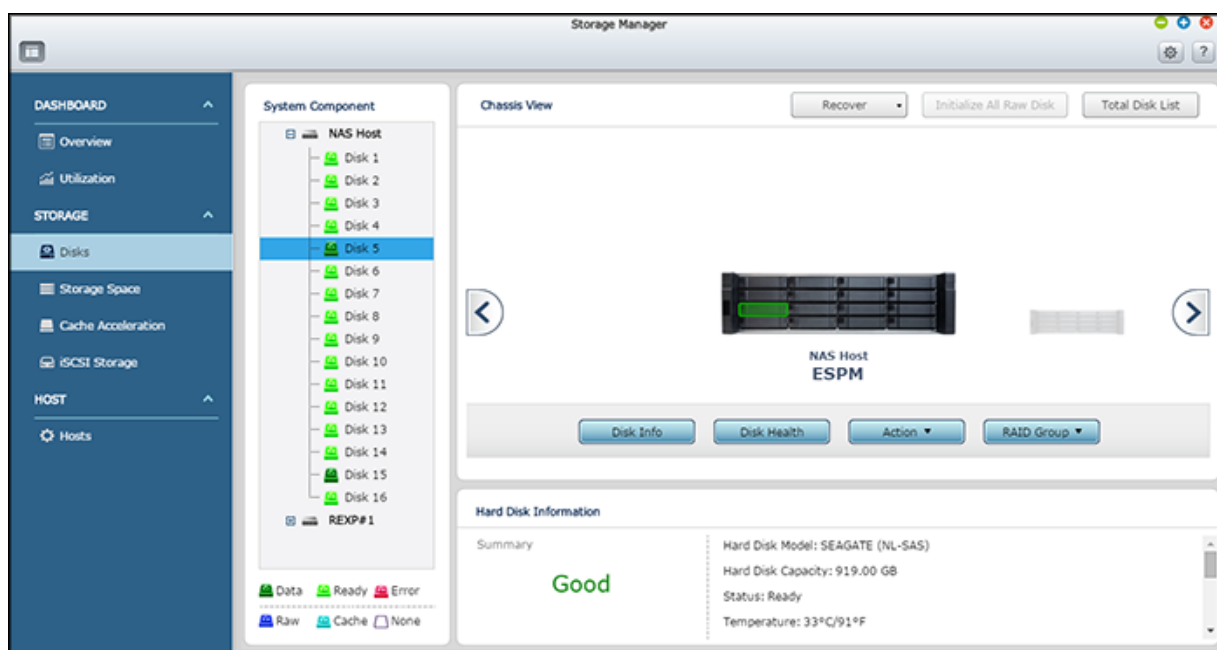 Storage Manager
?
DASHBOARD
Overview
Utilization
STORAGE
Disks
Storage Space
Cache Acceleration
iSCSI Storage
HOST
Hosts
System Component
NAS Host
Disk 1
Disk 2
Disk 3
Disk 4
Disk 5
Disk 6
Disk 7
Disk 8
Disk 9
Disk 10
Disk 11
Disk 12
Disk 13
Disk 14
Disk 15
Disk 16
REXP#1
Data Ready Error
Raw Cache None
Chassis View
Recover Initialize All Raw Disk Total Disk List
NAS Host
ESPM
Disk Info Disk Health Action RAID Group
Hard Disk Information
Summary
Good
Hard Disk Model: SEAGATE (NL-SAS)
Hard Disk Capacity: 919.00 GB
Status: Ready
Temperature: 33ºC/91ºF